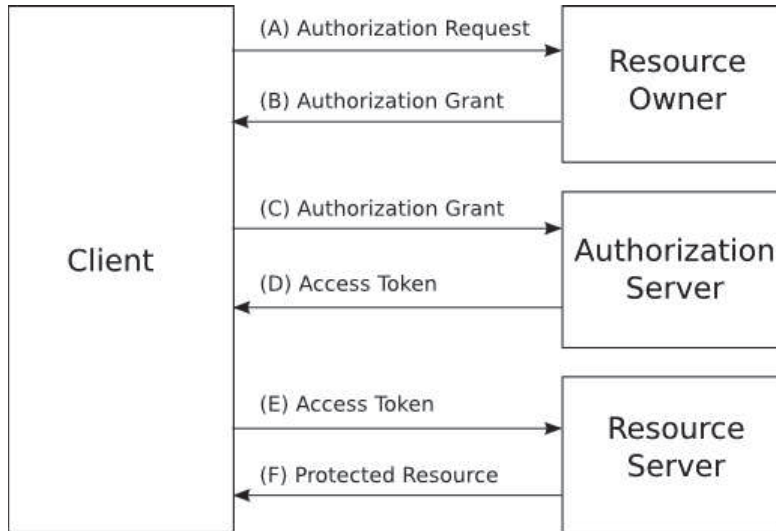 (A) Authorization Request
Resource
Owner
(B) Authorization Grant
(C) Authorization Grant
Client
Authorization
Server
(D) Access Token
(E) Access Token
Resource
Server
(F) Protected Resource